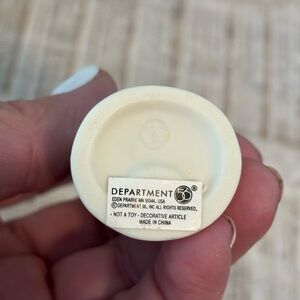 DEPARTMENT 56®
EDEN PRAIRIE MN 55344, USA
©DEPARTMENT 56, INC ALL RIGHTS RESERVED.
• NOT A TOY • DECORATIVE ARTICLE
MADE IN CHINA